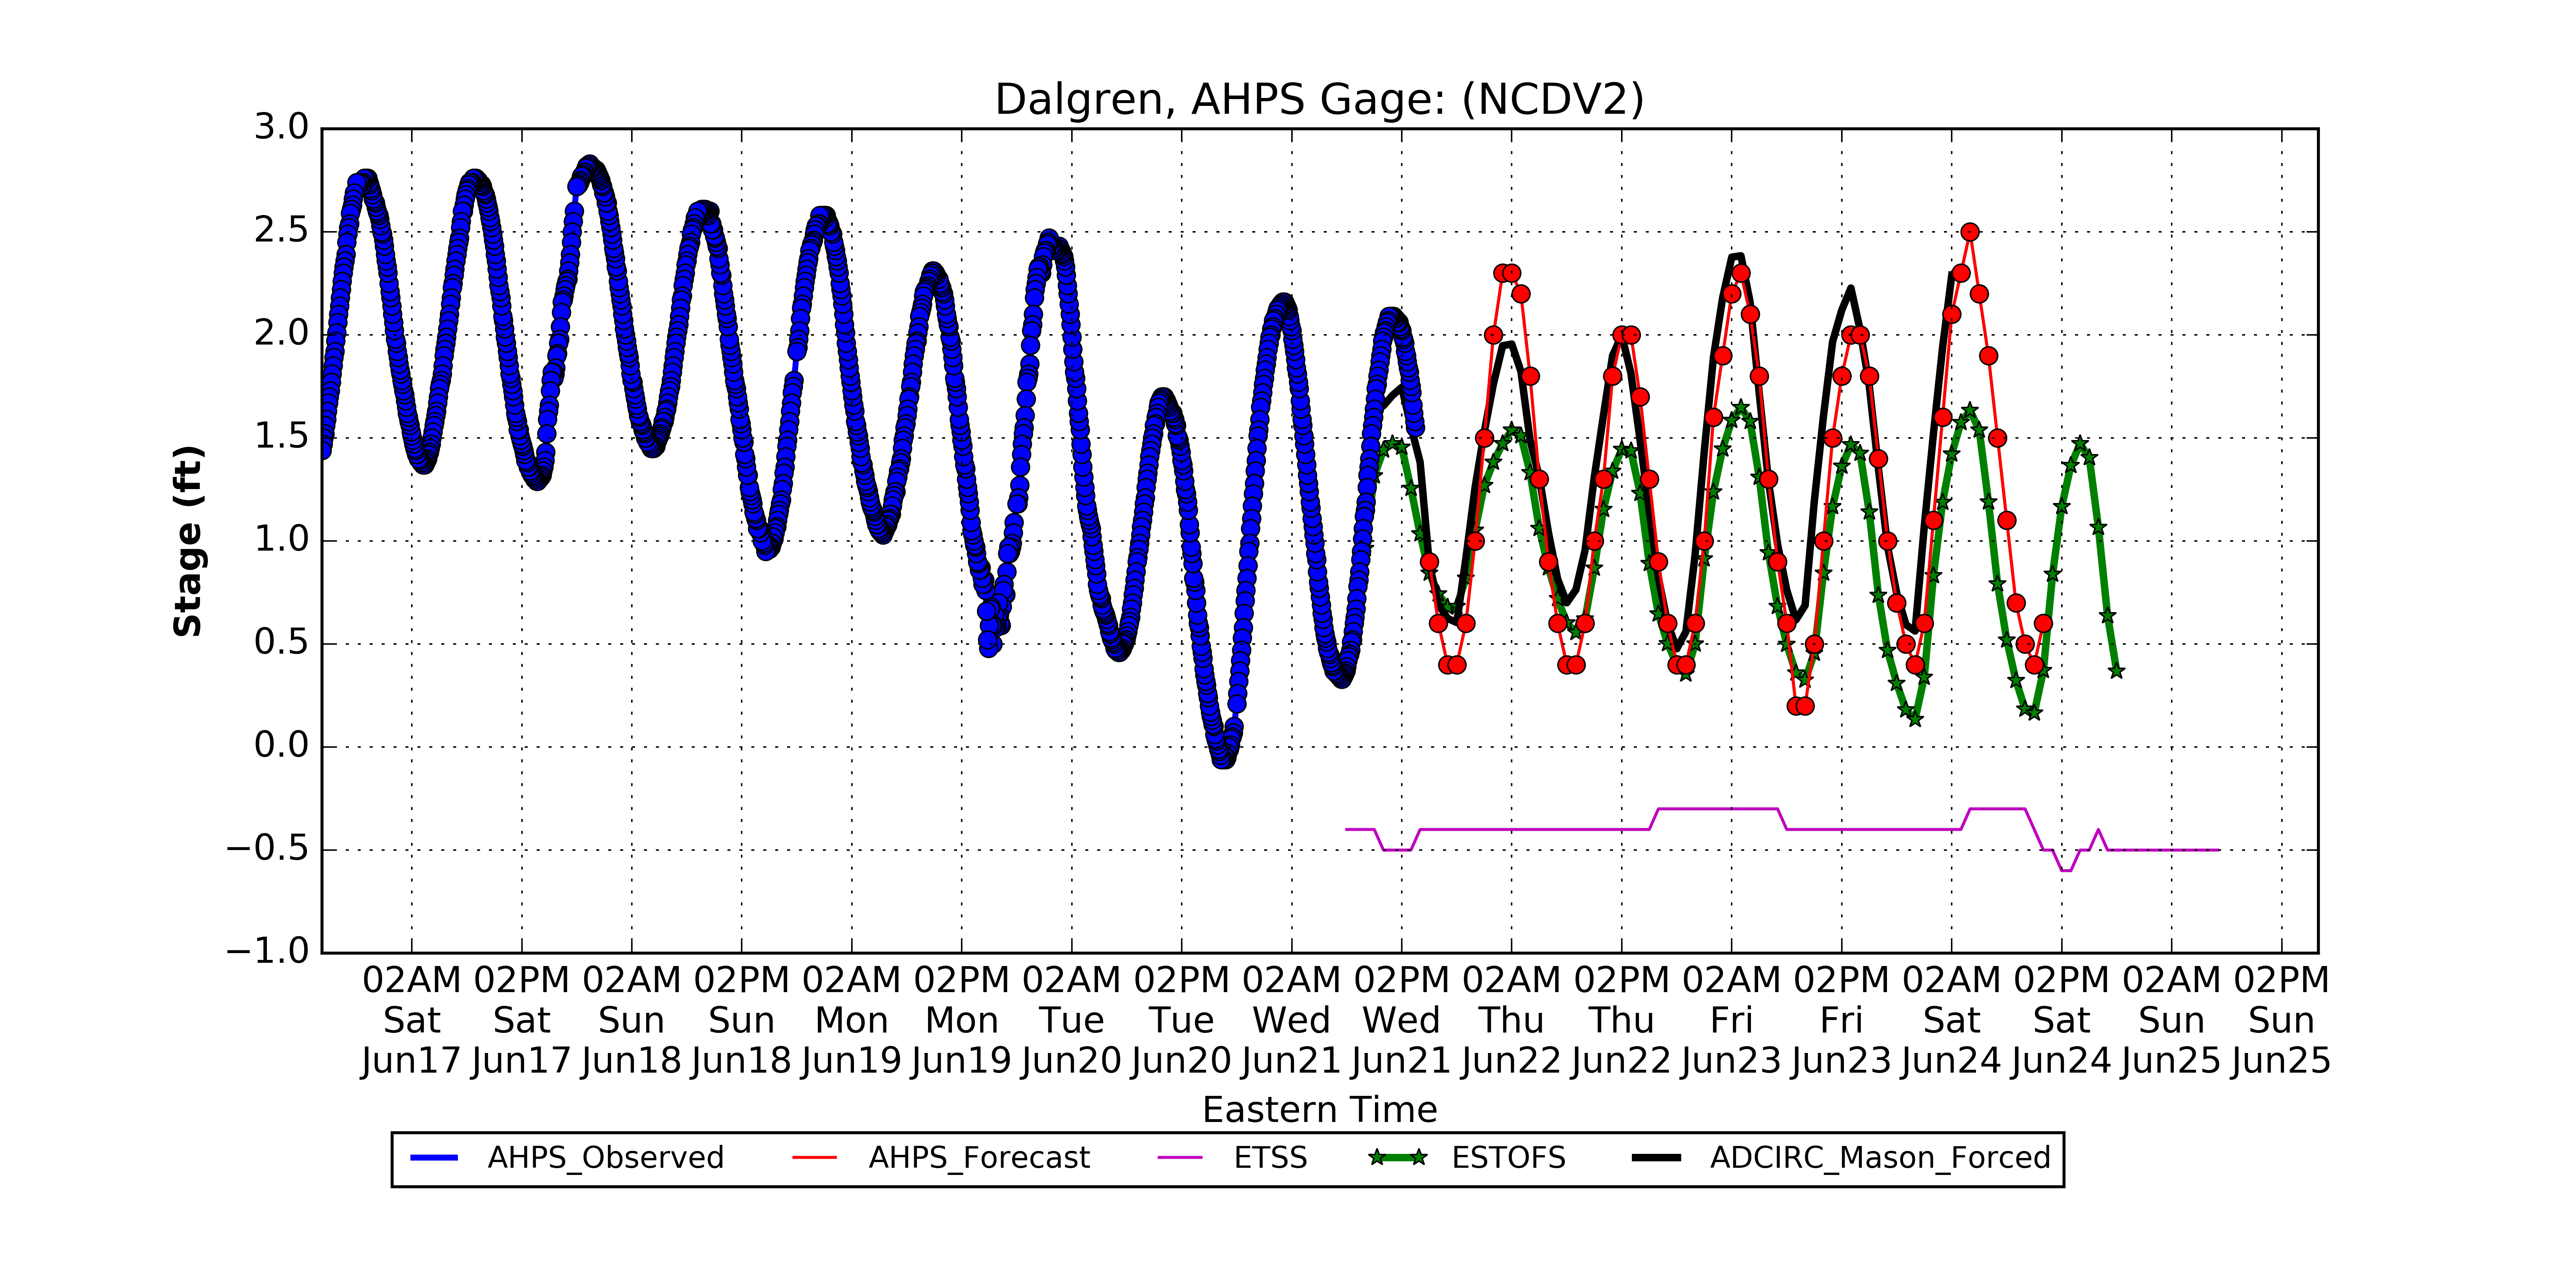 Dalgren, AHPS Gage: (NCDV2)
3.0
2.5
2.0
1.5
1.0
0.5
0.0
−0.5
−1.0
Stage (ft)
02AM 02PM 02AM 02PM 02AM 02PM 02AM 02PM 02AM 02PM 02AM 02PM 02AM 02PM 02AM 02PM 02AM 02PM
Sat Sat Sun Sun Mon Mon Tue Tue Wed Wed Thu Thu Fri Fri Sat Sat Sun Sun
Jun17 Jun17 Jun18 Jun18 Jun19 Jun19 Jun20 Jun20 Jun21 Jun21 Jun22 Jun22 Jun23 Jun23 Jun24 Jun24 Jun25 Jun25
Eastern Time
AHPS_Observed AHPS_Forecast ETSS ESTOFS ADCIRC_Mason_Forced